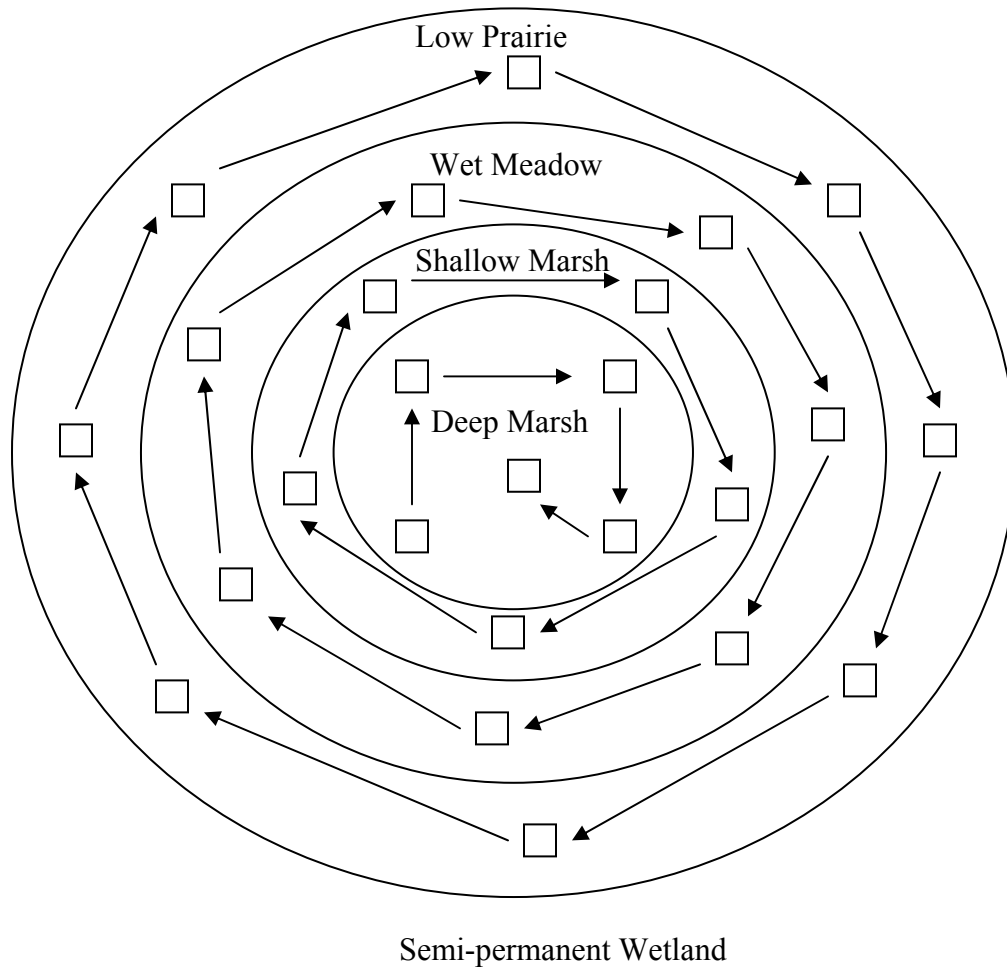 Low Prairie
Wet Meadow
Shallow Marsh
Deep Marsh
Semi-permanent Wetland